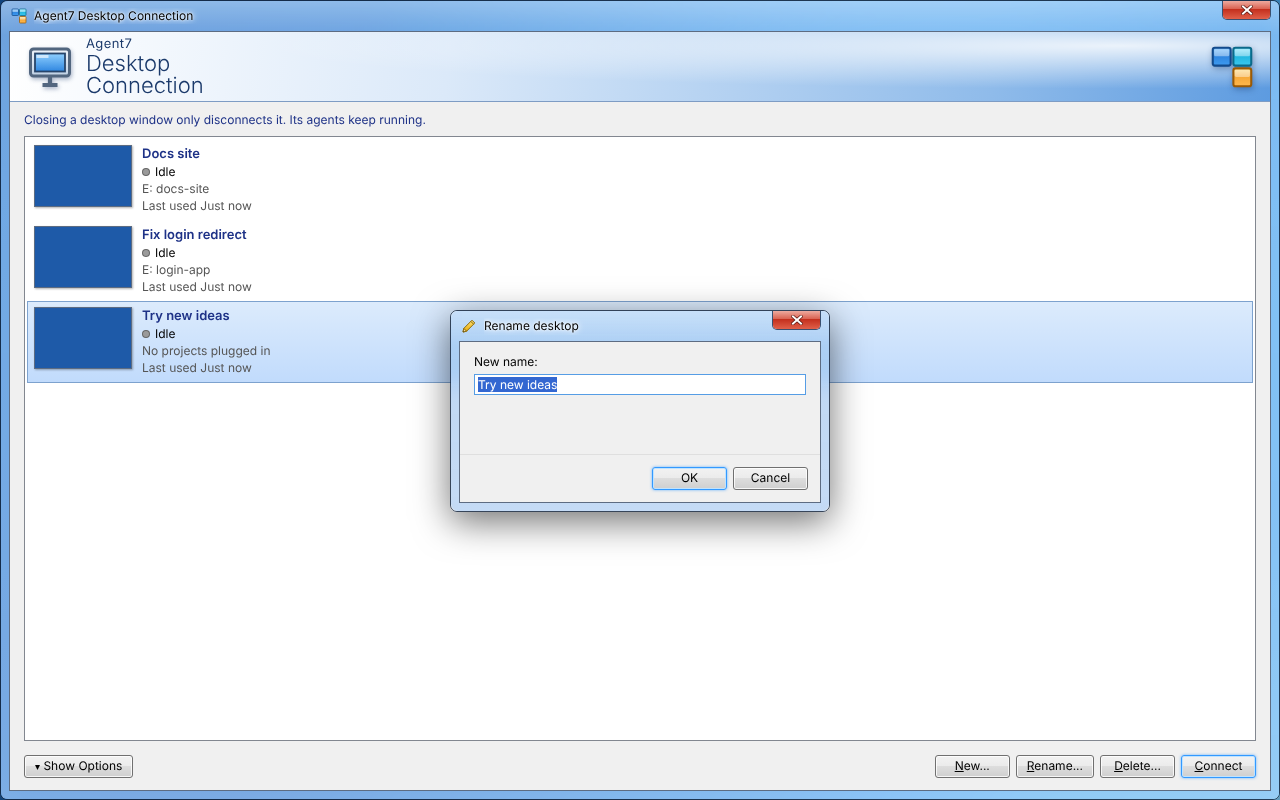 Agent7 Desktop Connection
Agent7
Desktop
Connection
Closing a desktop window only disconnects it. Its agents keep running.
Docs site
Idle
E: docs-site
Last used Just now
Fix login redirect
Idle
E: login-app
Last used Just now
Try new ideas
Idle
No projects plugged in
Last used Just now
Rename desktop
New name:
Try new ideas
OK Cancel
▾ Show Options New... Rename... Delete... Connect